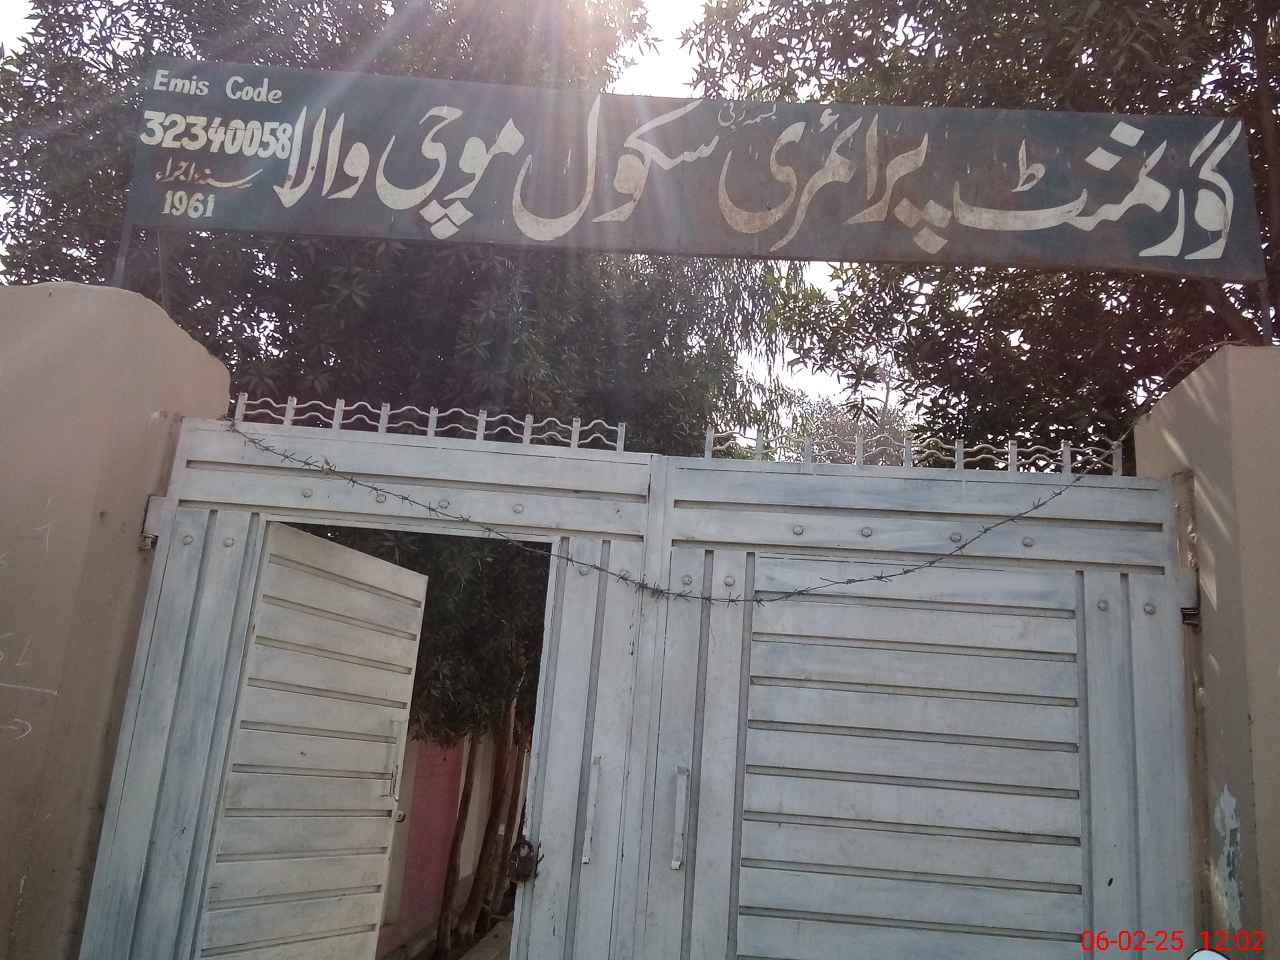 گورنمنٹ پرائمری سکول موچی والا
Emis Code
32340058
سنہ اجراء
1961
06-02-25 12:02